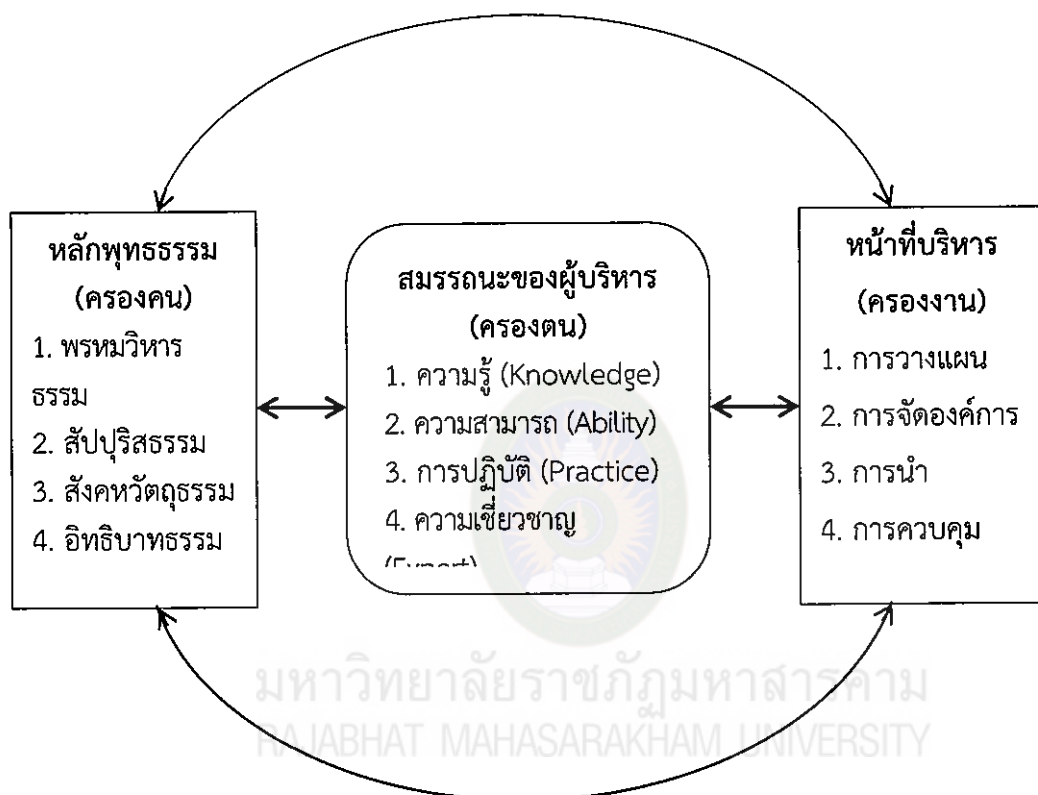 หลักพุทธธรรม
(ครองคน)
1. พรหมวิหาร
ธรรม
2. สัปปุริสธรรม
3. สังคหวัตถุธรรม
4. อิทธิบาทธรรม
สมรรถนะของผู้บริหาร
(ครองตน)
1. ความรู้ (Knowledge)
2. ความสามารถ (Ability)
3. การปฏิบัติ (Practice)
4. ความเชี่ยวชาญ
(Expert)
หน้าที่บริหาร
(ครองงาน)
1. การวางแผน
2. การจัดองค์การ
3. การนำ
4. การควบคุม
มหาวิทยาลัยราชภัฏมหาสารคาม
RAJABHAT MAHASARAKHAM UNIVERSITY